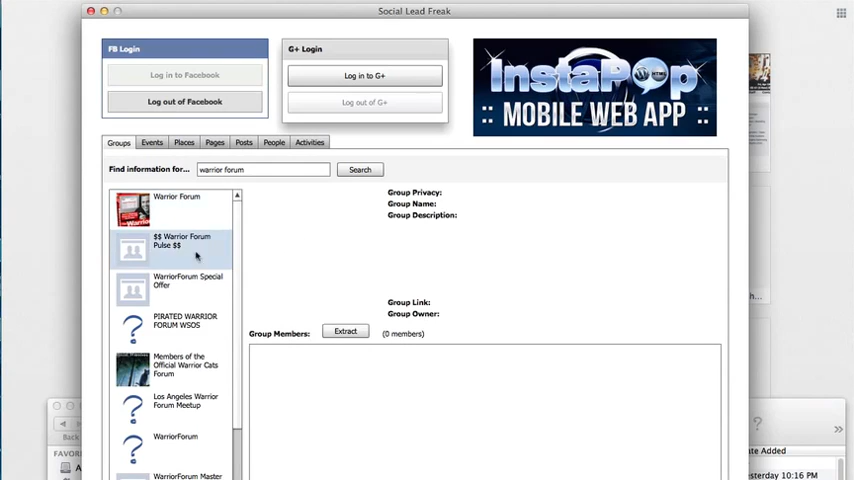 Social Lead Freak
FB Login
Log in to Facebook
Log out of Facebook
G+ Login
Log in to G+
Log out of G+
InstaPop
:: MOBILE WEB APP ::
Groups Events Places Pages Posts People Activities
Find information for... warrior forum Search
Warrior Forum
$$ Warrior Forum
Pulse $$
WarriorForum Special
Offer
PIRATED WARRIOR
FORUM WSOS
Members of the
Official Warrior Cats
Forum
Los Angeles Warrior
Forum Meetup
WarriorForum
WarriorForum Master
Group Privacy:
Group Name:
Group Description:
Group Link:
Group Owner:
Group Members: Extract (0 members)
Back
FAVOR
h...
ate Added
esterday 10:16 PM